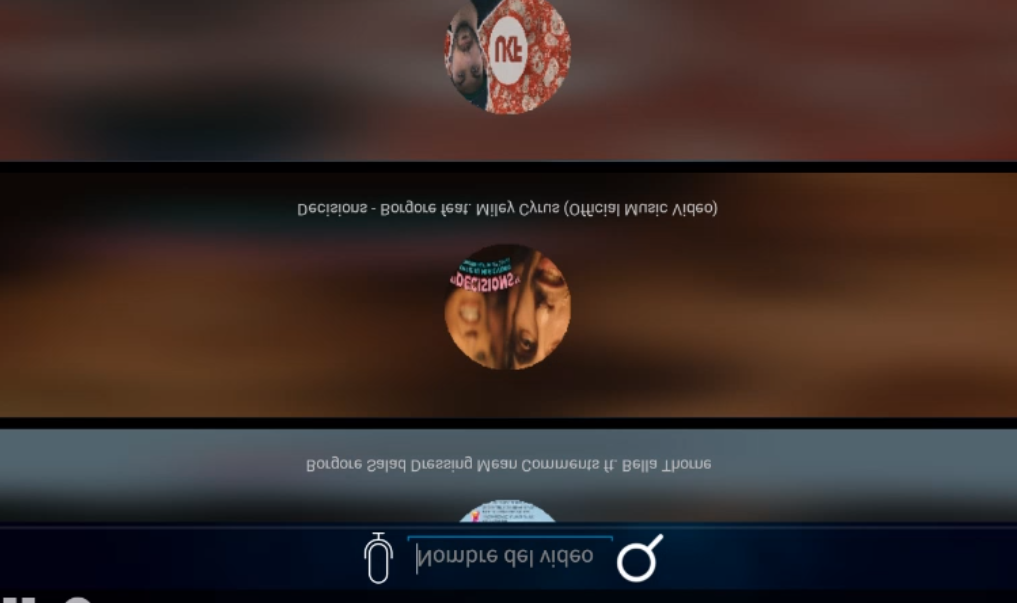 UKF
Decisions - Borgore feat. Miley Cyrus (Official Music Video)
"DECISIONS"
Borgore Salad Dressing Mean Comments ft. Bella Thorne
Nombre del video